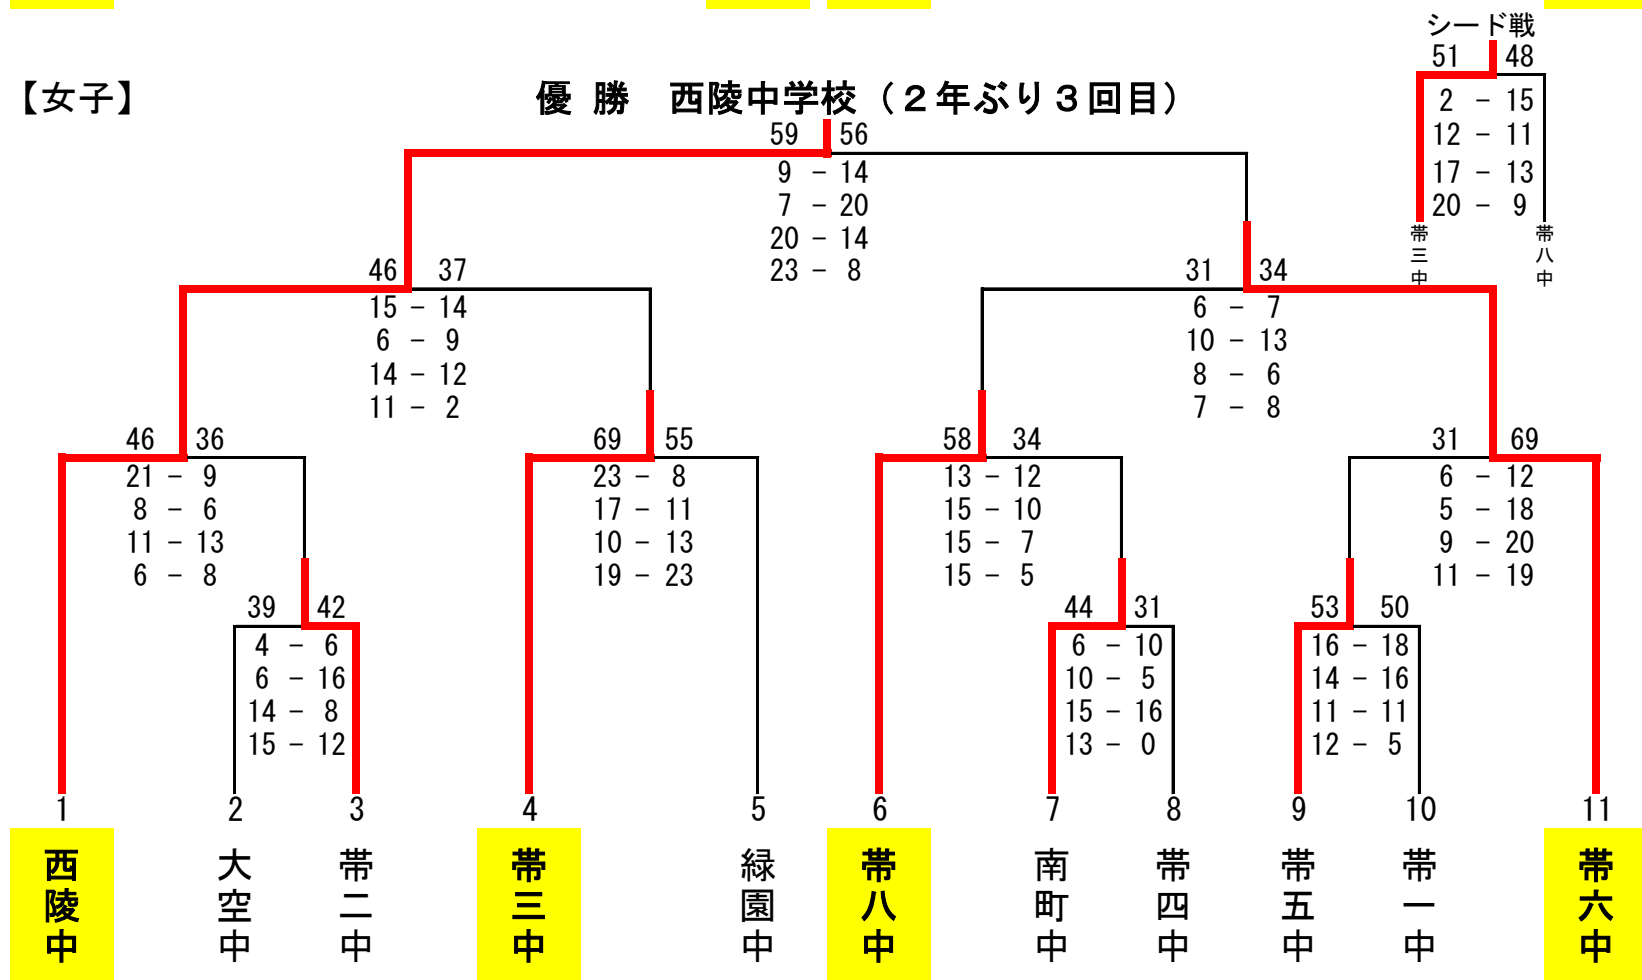 シード戦
51 48
【女子】
優 勝　西陵中学校（２年ぶり３回目）
2 - 15
12 - 11
17 - 13
20 - 9
帯三中
帯八中
59 56
9 - 14
7 - 20
20 - 14
23 - 8
46 37
15 - 14
6 - 9
14 - 12
11 - 2
31 34
6 - 7
10 - 13
8 - 6
7 - 8
46 36
21 - 9
8 - 6
11 - 13
6 - 8
69 55
23 - 8
17 - 11
10 - 13
19 - 23
58 34
13 - 12
15 - 10
15 - 7
15 - 5
31 69
6 - 12
5 - 18
9 - 20
11 - 19
39 42
4 - 6
6 - 16
14 - 8
15 - 12
44 31
6 - 10
10 - 5
15 - 16
13 - 0
53 50
16 - 18
14 - 16
11 - 11
12 - 5
1 2 3 4 5 6 7 8 9 10 11
西陵中
大空中
帯二中
帯三中
緑園中
帯八中
南町中
帯四中
帯五中
帯一中
帯六中